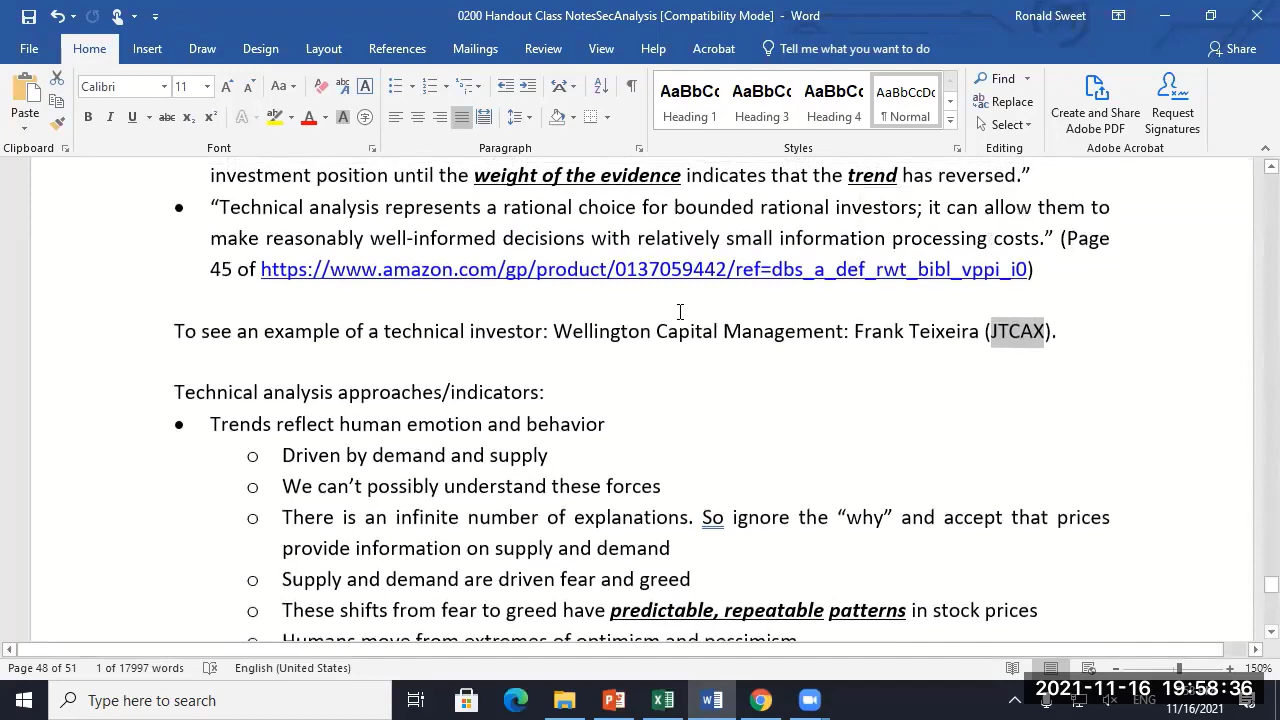 0200 Handout Class NotesSecAnalysis [Compatibility Mode] - Word
Ronald Sweet
File Home Insert Draw Design Layout References Mailings Review View Help Acrobat Tell me what you want to do Share
Paste
Calibri 11
Clipboard Font Paragraph Styles Editing Adobe Acrobat
AaBbCc AaBbCc AaBbCc AaBbCcDc
Heading 1 Heading 3 Heading 4 ¶ Normal
Find
Replace
Select
Create and Share
Adobe PDF
Request
Signatures
investment position until the weight of the evidence indicates that the trend has reversed.”
• “Technical analysis represents a rational choice for bounded rational investors; it can allow them to
make reasonably well-informed decisions with relatively small information processing costs.” (Page
45 of https://www.amazon.com/gp/product/0137059442/ref=dbs_a_def_rwt_bibl_vppi_i0)
To see an example of a technical investor: Wellington Capital Management: Frank Teixeira (JTCAX).
Technical analysis approaches/indicators:
• Trends reflect human emotion and behavior
o Driven by demand and supply
o We can’t possibly understand these forces
o There is an infinite number of explanations. So ignore the “why” and accept that prices
provide information on supply and demand
o Supply and demand are driven fear and greed
o These shifts from fear to greed have predictable, repeatable patterns in stock prices
o Humans move from extremes of optimism and pessimism
Page 48 of 51 1 of 17997 words English (United States) 150%
Type here to search
2021-11-16 19:58:36
ENG
11/16/2021